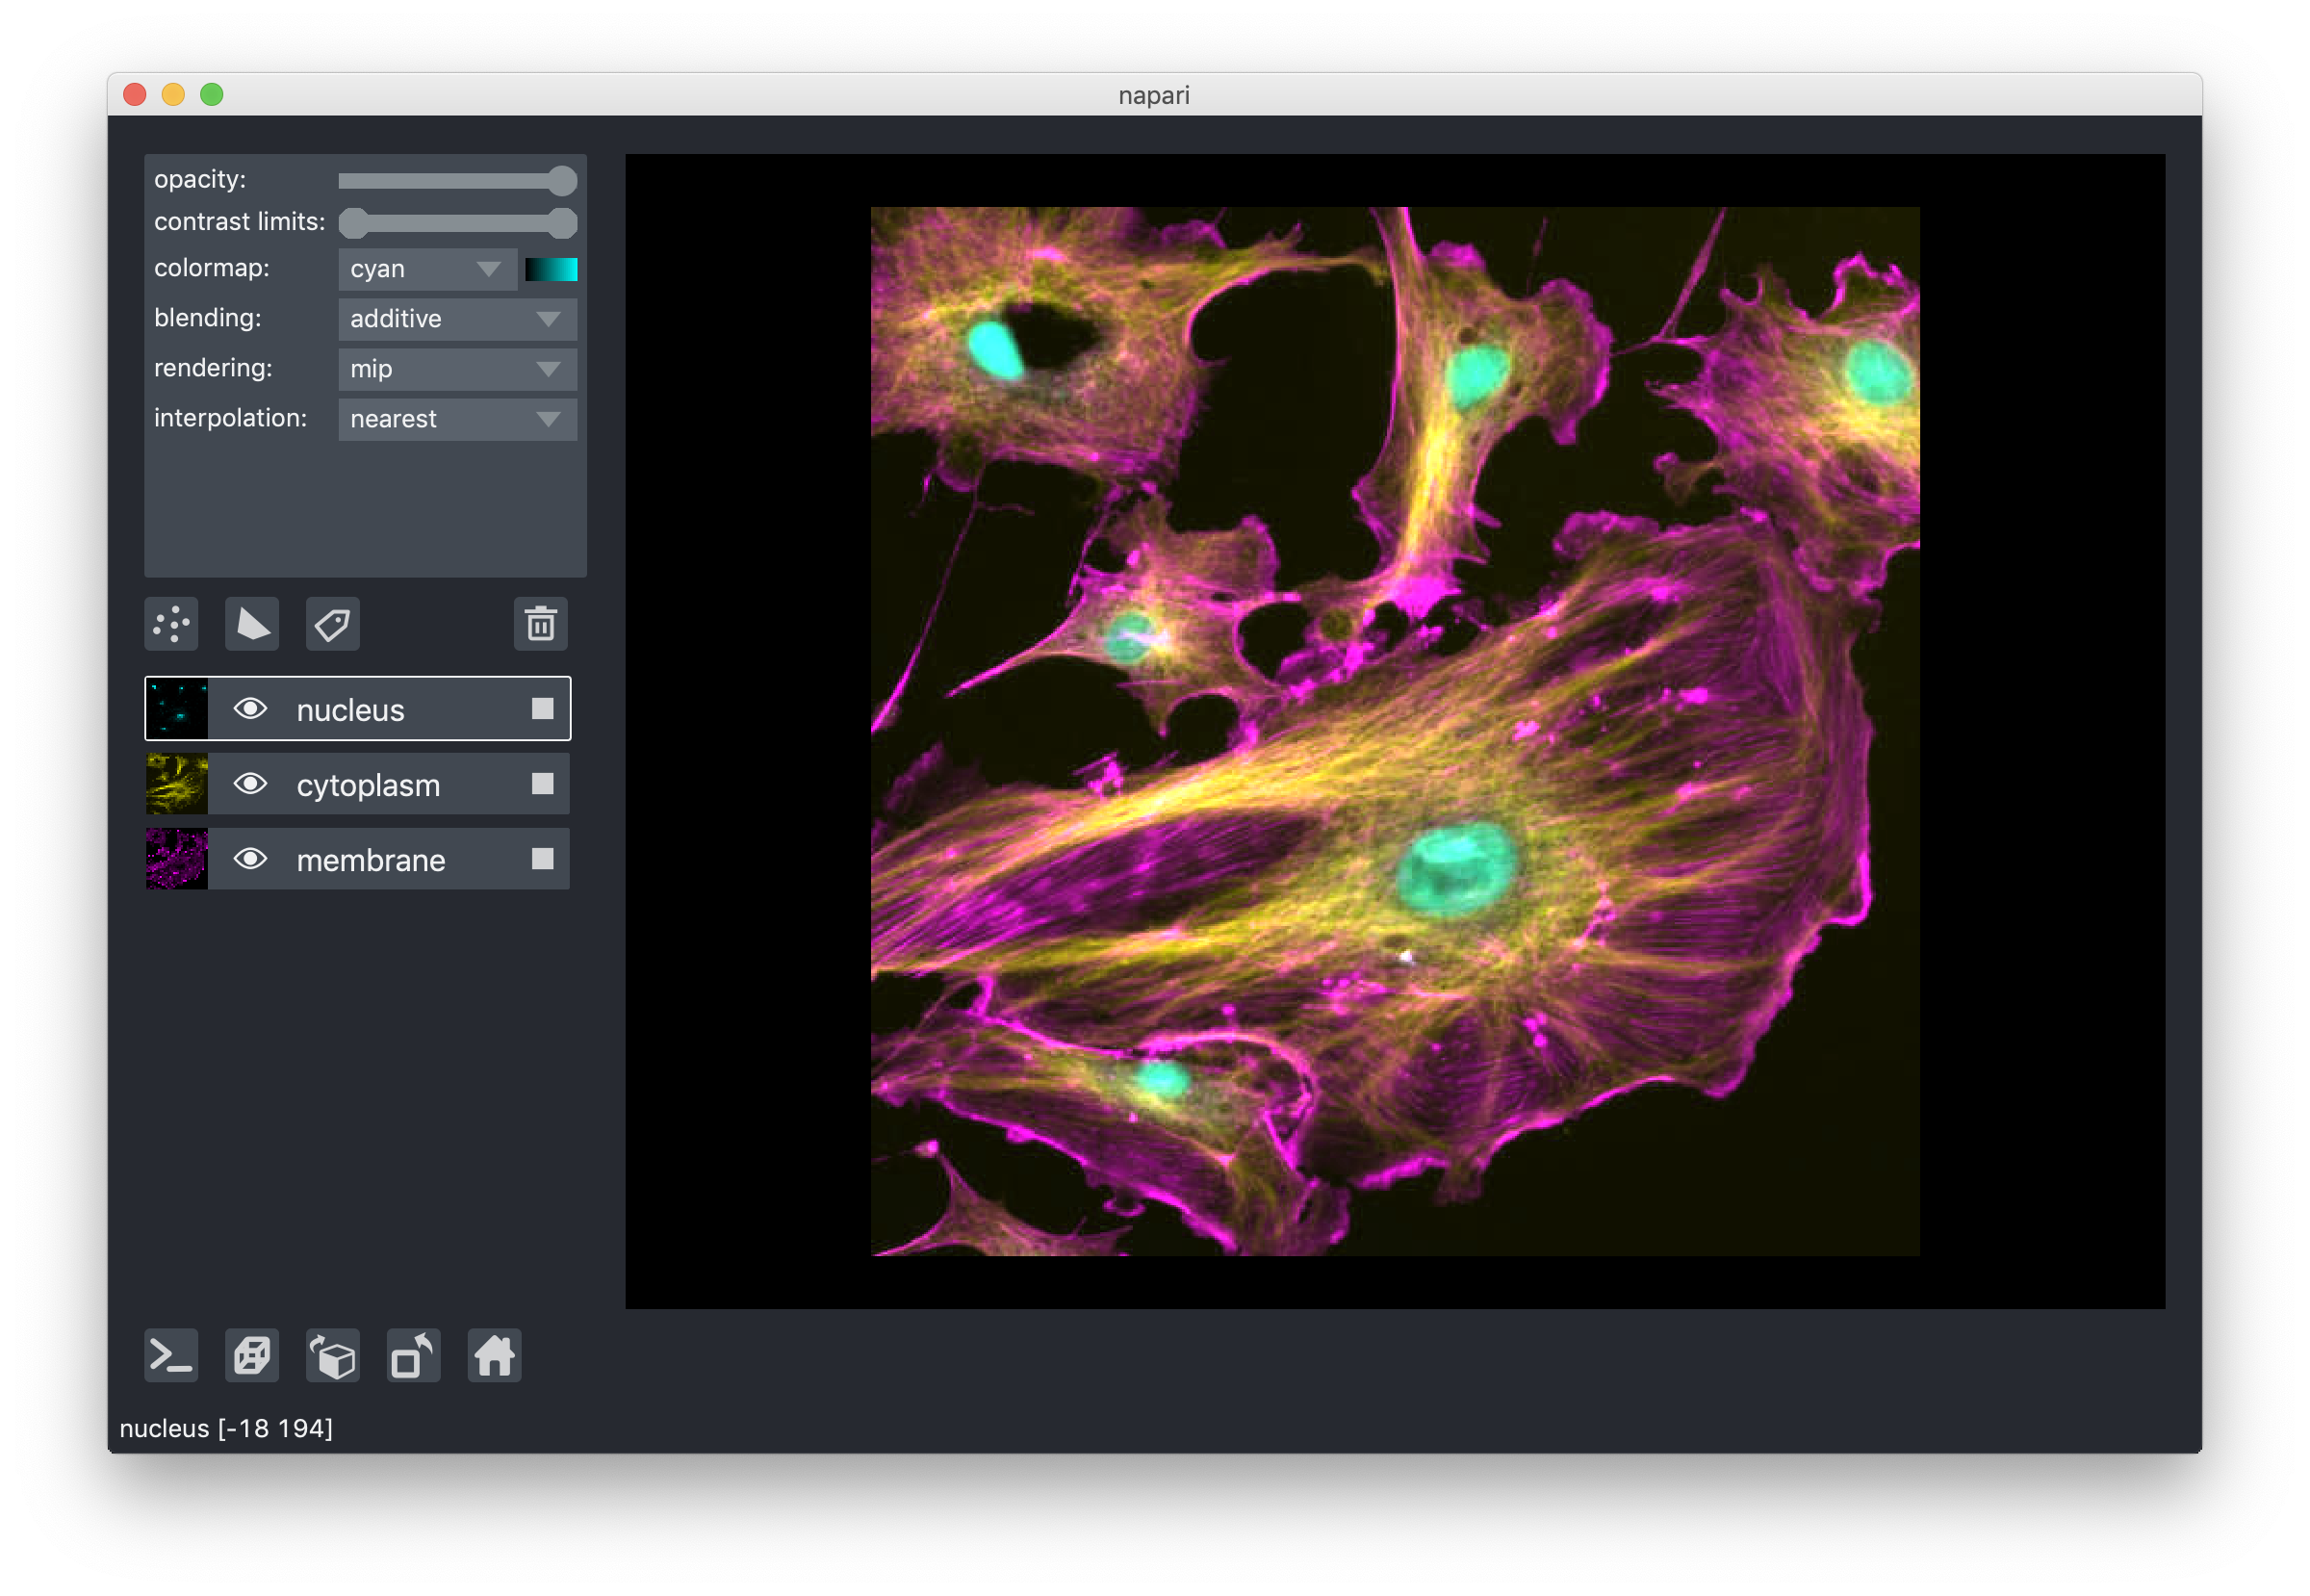 napari
opacity:
contrast limits:
colormap: cyan
blending: additive
rendering: mip
interpolation: nearest
nucleus
cytoplasm
membrane
nucleus [-18 194]